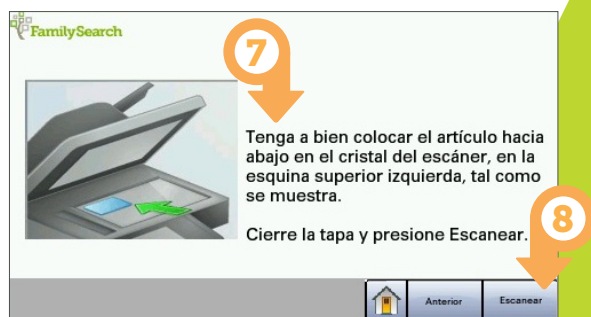 FamilySearch
7
Tenga a bien colocar el artículo hacia
abajo en el cristal del escáner, en la
esquina superior izquierda, tal como
se muestra.
Cierre la tapa y presione Escanear.
8
Anterior
Escanear